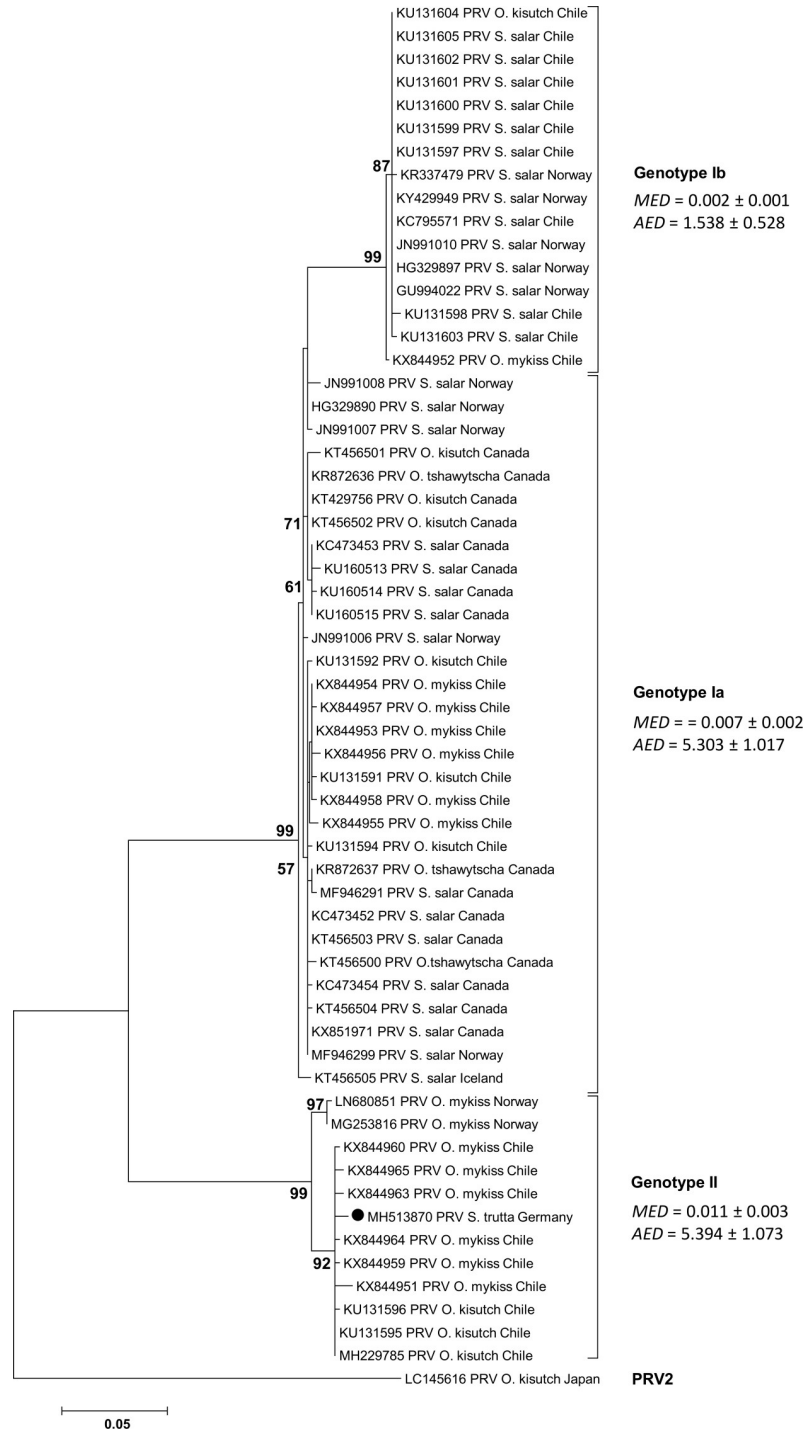 KU131604 PRV O. kisutch Chile
KU131605 PRV S. salar Chile
KU131602 PRV S. salar Chile
KU131601 PRV S. salar Chile
KU131600 PRV S. salar Chile
KU131599 PRV S. salar Chile
KU131597 PRV S. salar Chile
87
KR337479 PRV S. salar Norway
KY429949 PRV S. salar Norway
KC795571 PRV S. salar Chile
JN991010 PRV S. salar Norway
99
HG329897 PRV S. salar Norway
GU994022 PRV S. salar Norway
KU131598 PRV S. salar Chile
KU131603 PRV S. salar Chile
KX844952 PRV O. mykiss Chile
Genotype Ib
MED = 0.002 ± 0.001
AED = 1.538 ± 0.528
JN991008 PRV S. salar Norway
HG329890 PRV S. salar Norway
JN991007 PRV S. salar Norway
KT456501 PRV O. kisutch Canada
KR872636 PRV O. tshawytscha Canada
KT429756 PRV O. kisutch Canada
71
KT456502 PRV O. kisutch Canada
KC473453 PRV S. salar Canada
KU160513 PRV S. salar Canada
61
KU160514 PRV S. salar Canada
KU160515 PRV S. salar Canada
JN991006 PRV S. salar Norway
KU131592 PRV O. kisutch Chile
KX844954 PRV O. mykiss Chile
KX844957 PRV O. mykiss Chile
KX844953 PRV O. mykiss Chile
KX844956 PRV O. mykiss Chile
KU131591 PRV O. kisutch Chile
KX844958 PRV O. mykiss Chile
KX844955 PRV O. mykiss Chile
99
KU131594 PRV O. kisutch Chile
57
KR872637 PRV O. tshawytscha Canada
MF946291 PRV S. salar Canada
KC473452 PRV S. salar Canada
KT456503 PRV S. salar Canada
KT456500 PRV O.tshawytscha Canada
KC473454 PRV S. salar Canada
KT456504 PRV S. salar Canada
KX851971 PRV S. salar Canada
MF946299 PRV S. salar Norway
KT456505 PRV S. salar Iceland
Genotype Ia
MED = = 0.007 ± 0.002
AED = 5.303 ± 1.017
97
LN680851 PRV O. mykiss Norway
MG253816 PRV O. mykiss Norway
KX844960 PRV O. mykiss Chile
KX844965 PRV O. mykiss Chile
99
KX844963 PRV O. mykiss Chile
MH513870 PRV S. trutta Germany
KX844964 PRV O. mykiss Chile
92
KX844959 PRV O. mykiss Chile
KX844951 PRV O. mykiss Chile
KU131596 PRV O. kisutch Chile
KU131595 PRV O. kisutch Chile
MH229785 PRV O. kisutch Chile
Genotype II
MED = 0.011 ± 0.003
AED = 5.394 ± 1.073
LC145616 PRV O. kisutch Japan
PRV2
0.05